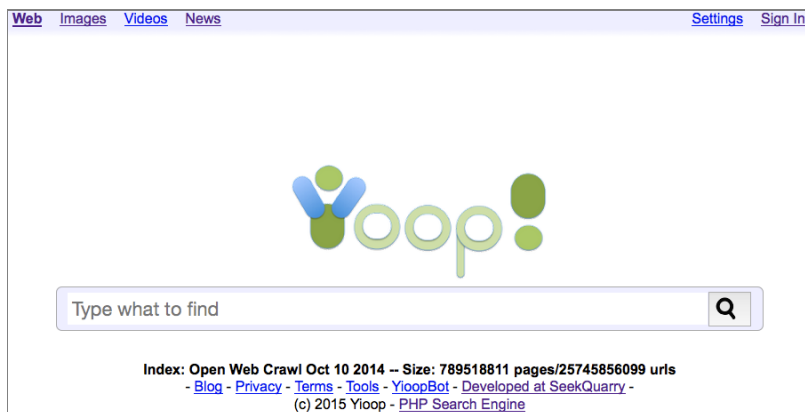 Web Images Videos News Settings Sign In
Yioop!
Type what to find
Index: Open Web Crawl Oct 10 2014 -- Size: 789518811 pages/25745856099 urls
- Blog - Privacy - Terms - Tools - YioopBot - Developed at SeekQuarry -
(c) 2015 Yioop - PHP Search Engine